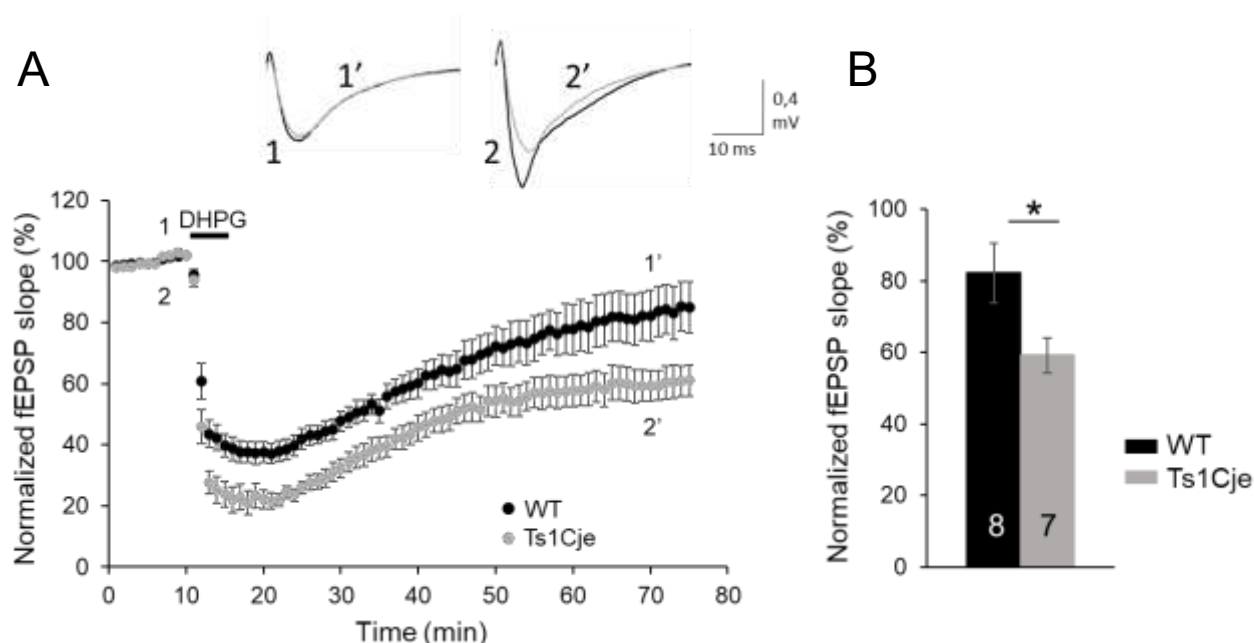 A
1'
1
2'
2
0,4
mV
10 ms
B
Normalized fEPSP slope (%)
120
100
80
60
40
20
0
1
DHPG
2
1'
2'
WT
Ts1Cje
0 10 20 30 40 50 60 70 80
Time (min)
Normalized fEPSP slope (%)
100
80
60
40
20
0
*
8 7
WT
Ts1Cje